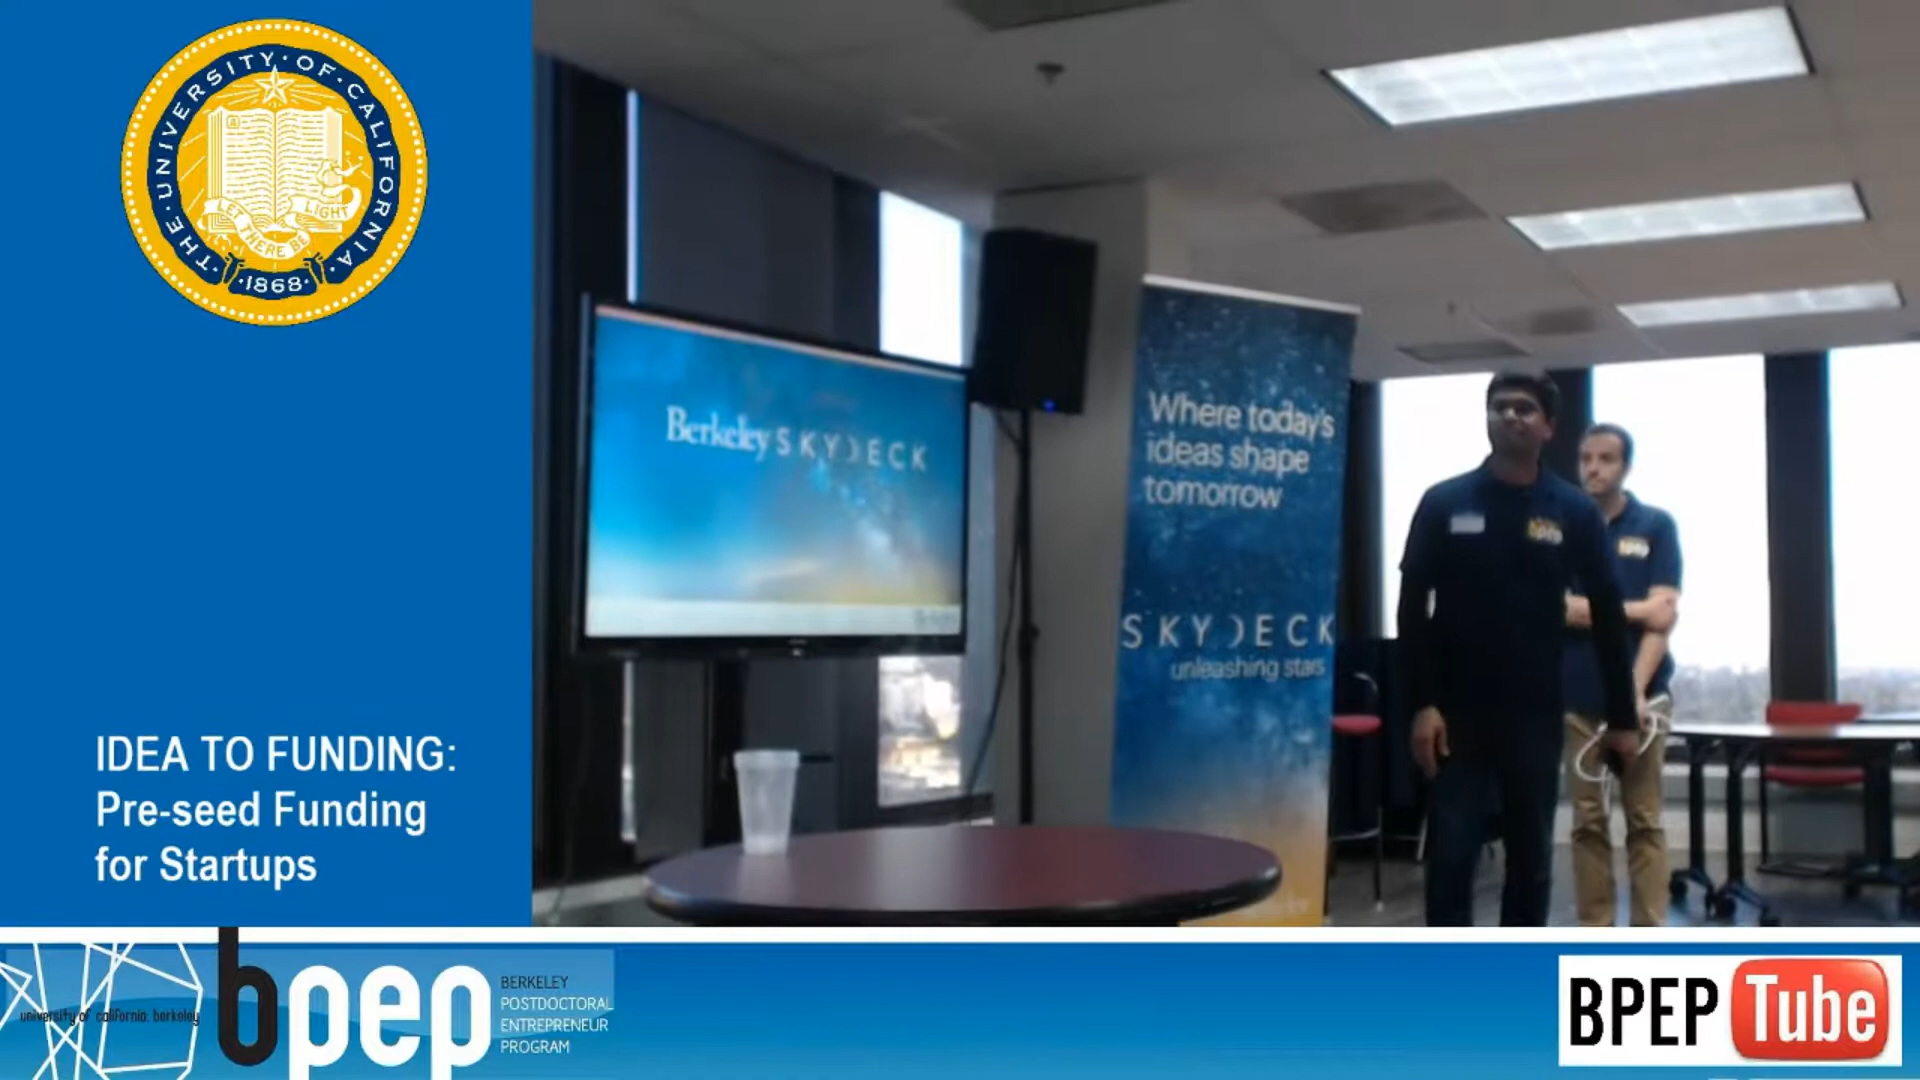 THE·UNIVERSITY·OF·CALIFORNIA·
A
LET THERE BE LIGHT
·1868·
IDEA TO FUNDING:
Pre-seed Funding
for Startups
Berkeley SKYDECK
Where today's
ideas shape
tomorrow
SKYDECK
unleashing stars
bpep
bpep
university of california, berkeley
bpep
BERKELEY
POSTDOCTORAL
ENTREPRENEUR
PROGRAM
BPEP Tube